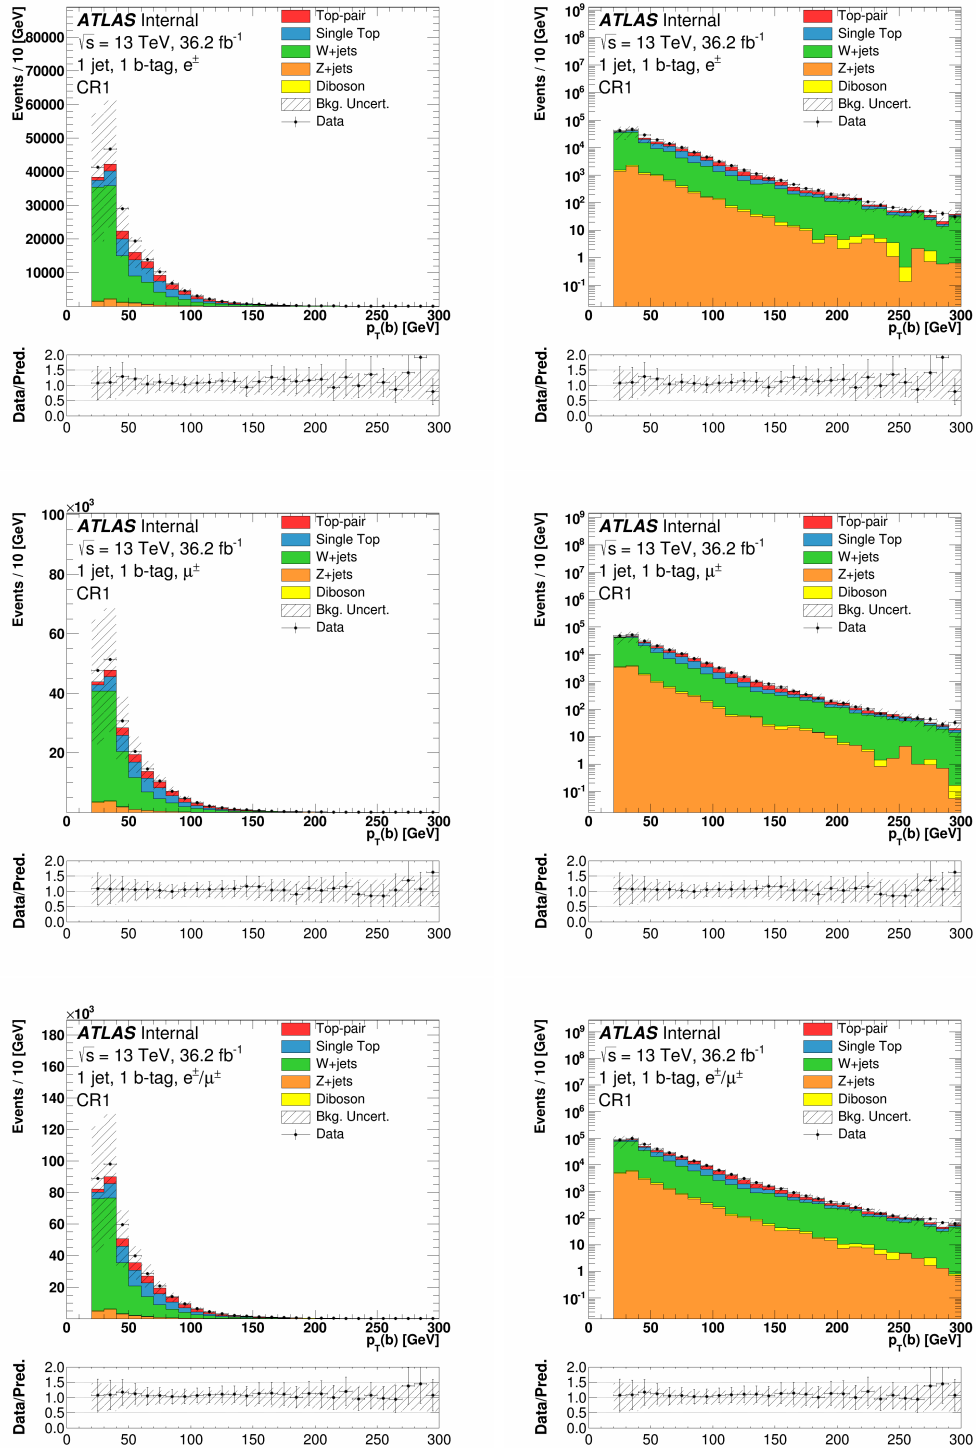 ATLAS Internal
√s = 13 TeV, 36.2 fb⁻¹
1 jet, 1 b-tag, e±
CR1
Top-pair
Single Top
W+jets
Z+jets
Diboson
Bkg. Uncert.
Data
Events / 10 [GeV]
80000
70000
60000
50000
40000
30000
20000
10000
0 50 100 150 200 250 300
p_T(b) [GeV]
Data/Pred.
2.0
1.5
1.0
0.5
0.0
0 50 100 150 200 250 300
ATLAS Internal
√s = 13 TeV, 36.2 fb⁻¹
1 jet, 1 b-tag, e±
CR1
Top-pair
Single Top
W+jets
Z+jets
Diboson
Bkg. Uncert.
Data
Events / 10 [GeV]
10⁹
10⁸
10⁷
10⁶
10⁵
10⁴
10³
10²
10
1
10⁻¹
0 50 100 150 200 250 300
p_T(b) [GeV]
Data/Pred.
2.0
1.5
1.0
0.5
0.0
0 50 100 150 200 250 300
×10³
ATLAS Internal
√s = 13 TeV, 36.2 fb⁻¹
1 jet, 1 b-tag, μ±
CR1
Top-pair
Single Top
W+jets
Z+jets
Diboson
Bkg. Uncert.
Data
Events / 10 [GeV]
100
80
60
40
20
0 50 100 150 200 250 300
p_T(b) [GeV]
Data/Pred.
2.0
1.5
1.0
0.5
0.0
0 50 100 150 200 250 300
ATLAS Internal
√s = 13 TeV, 36.2 fb⁻¹
1 jet, 1 b-tag, μ±
CR1
Top-pair
Single Top
W+jets
Z+jets
Diboson
Bkg. Uncert.
Data
Events / 10 [GeV]
10⁹
10⁸
10⁷
10⁶
10⁵
10⁴
10³
10²
10
1
10⁻¹
0 50 100 150 200 250 300
p_T(b) [GeV]
Data/Pred.
2.0
1.5
1.0
0.5
0.0
0 50 100 150 200 250 300
×10³
ATLAS Internal
√s = 13 TeV, 36.2 fb⁻¹
1 jet, 1 b-tag, e±/μ±
CR1
Top-pair
Single Top
W+jets
Z+jets
Diboson
Bkg. Uncert.
Data
Events / 10 [GeV]
180
160
140
120
100
80
60
40
20
0 50 100 150 200 250 300
p_T(b) [GeV]
Data/Pred.
2.0
1.5
1.0
0.5
0.0
0 50 100 150 200 250 300
ATLAS Internal
√s = 13 TeV, 36.2 fb⁻¹
1 jet, 1 b-tag, e±/μ±
CR1
Top-pair
Single Top
W+jets
Z+jets
Diboson
Bkg. Uncert.
Data
Events / 10 [GeV]
10⁹
10⁸
10⁷
10⁶
10⁵
10⁴
10³
10²
10
1
10⁻¹
0 50 100 150 200 250 300
p_T(b) [GeV]
Data/Pred.
2.0
1.5
1.0
0.5
0.0
0 50 100 150 200 250 300